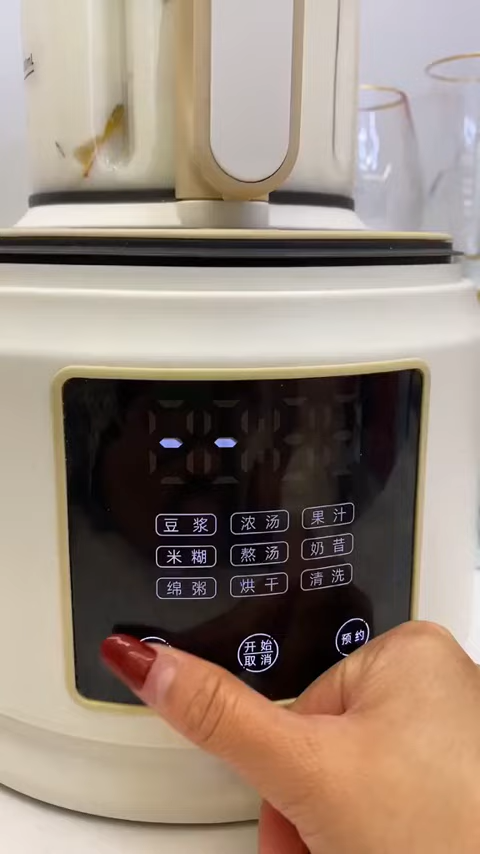 -- 
豆浆 浓汤 果汁
米糊 熬汤 奶昔
绵粥 烘干 清洗
开始
取消
预约